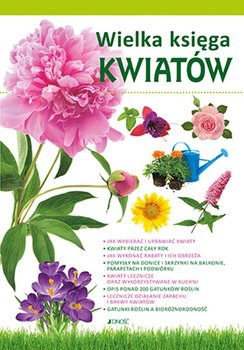 Wielka księga
KWIATÓW
• JAK WYBIERAĆ I UPRAWIAĆ KWIATY
• KWIATY PRZEZ CAŁY ROK
• JAK WYKONAĆ RABATY I ICH OBRZEŻA
• POMYSŁY NA DONICE I SKRZYNKI NA BALKONIE,
PARAPETACH I PODWÓRKU
• KWIATY LECZNICZE
ORAZ WYKORZYSTYWANE W KUCHNI
• OPIS PONAD 200 GATUNKÓW ROŚLIN
• LECZNICZE DZIAŁANIE ZAPACHU
I BARWY KWIATÓW
• GATUNKI ROŚLIN A BIORÓŻNORODNOŚĆ
JEDNOŚĆ